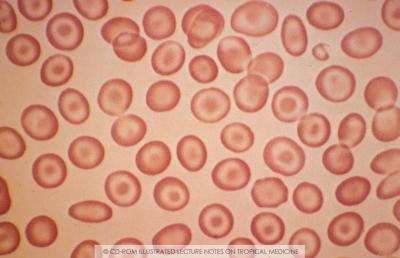 © CD-ROM ILLUSTRATED LECTURE NOTES ON TROPICAL MEDICINE